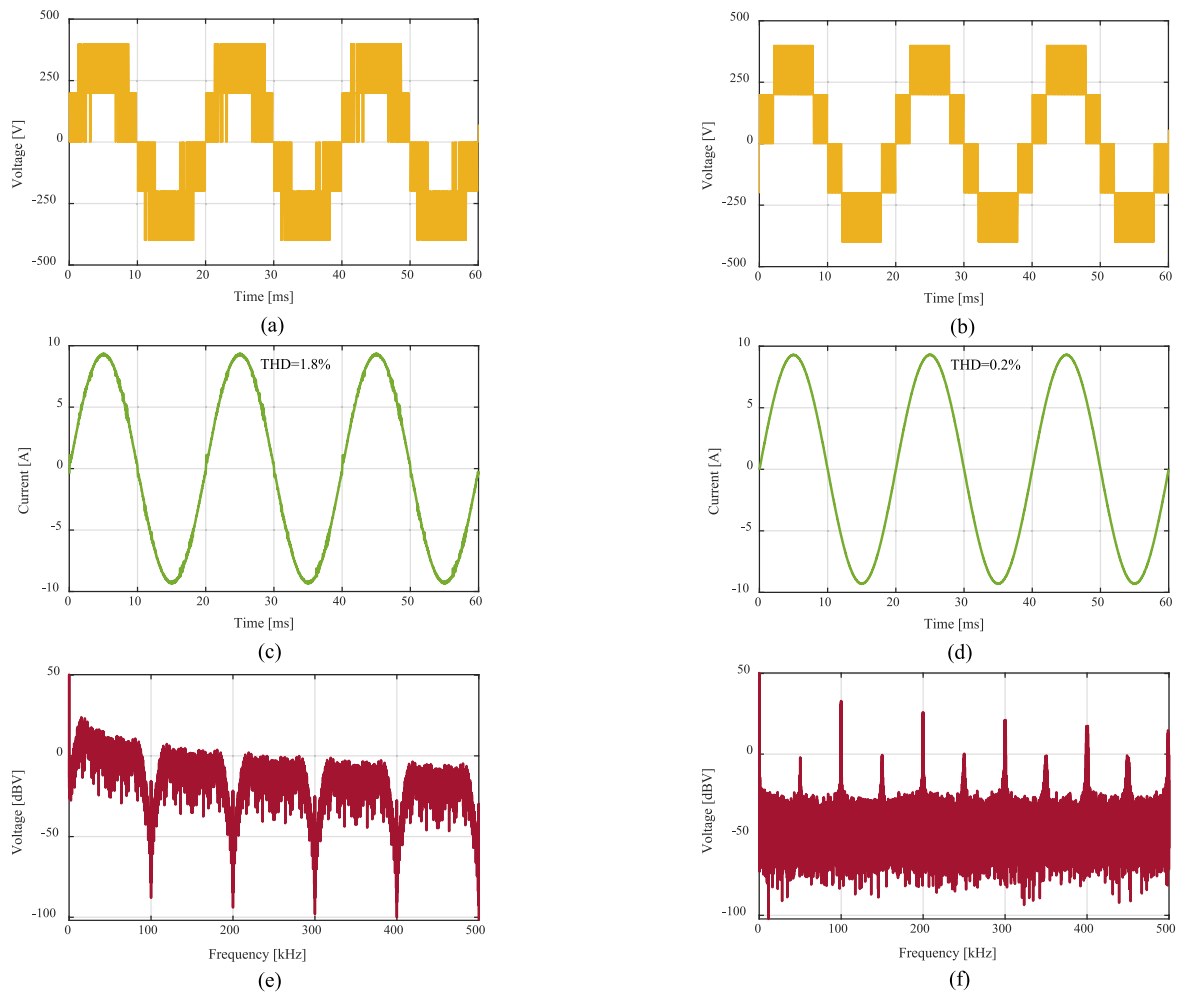 500
250
0
-250
-500
Voltage [V]
0 10 20 30 40 50 60
Time [ms]
(a)
500
250
0
-250
-500
Voltage [V]
0 10 20 30 40 50 60
Time [ms]
(b)
10
5
0
-5
-10
Current [A]
THD=1.8%
0 10 20 30 40 50 60
Time [ms]
(c)
10
5
0
-5
-10
Current [A]
THD=0.2%
0 10 20 30 40 50 60
Time [ms]
(d)
50
0
-50
-100
Voltage [dBV]
0 100 200 300 400 500
Frequency [kHz]
(e)
50
0
-50
-100
Voltage [dBV]
0 100 200 300 400 500
Frequency [kHz]
(f)